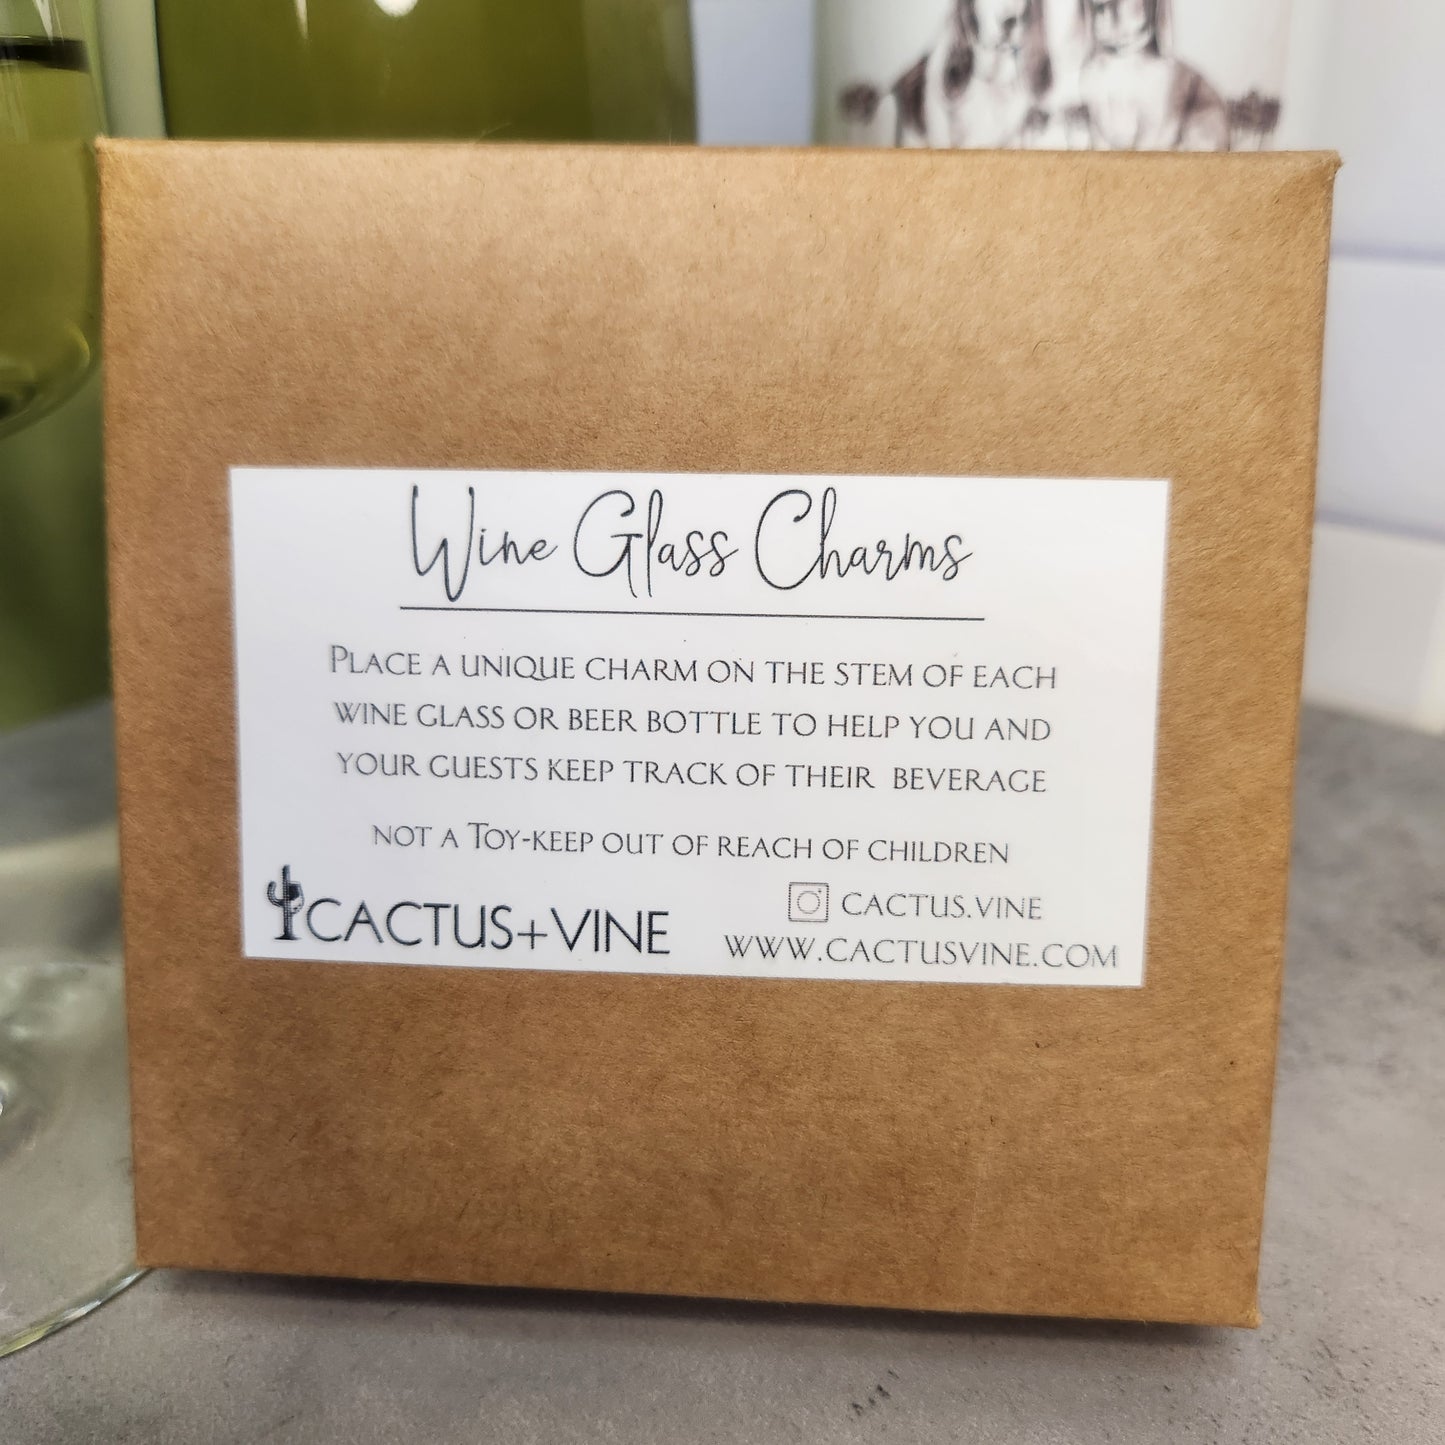 Wine Glass Charms
PLACE A UNIQUE CHARM ON THE STEM OF EACH
WINE GLASS OR BEER BOTTLE TO HELP YOU AND
YOUR GUESTS KEEP TRACK OF THEIR BEVERAGE
NOT A TOY-KEEP OUT OF REACH OF CHILDREN
CACTUS+VINE
CACTUS.VINE
WWW.CACTUSVINE.COM